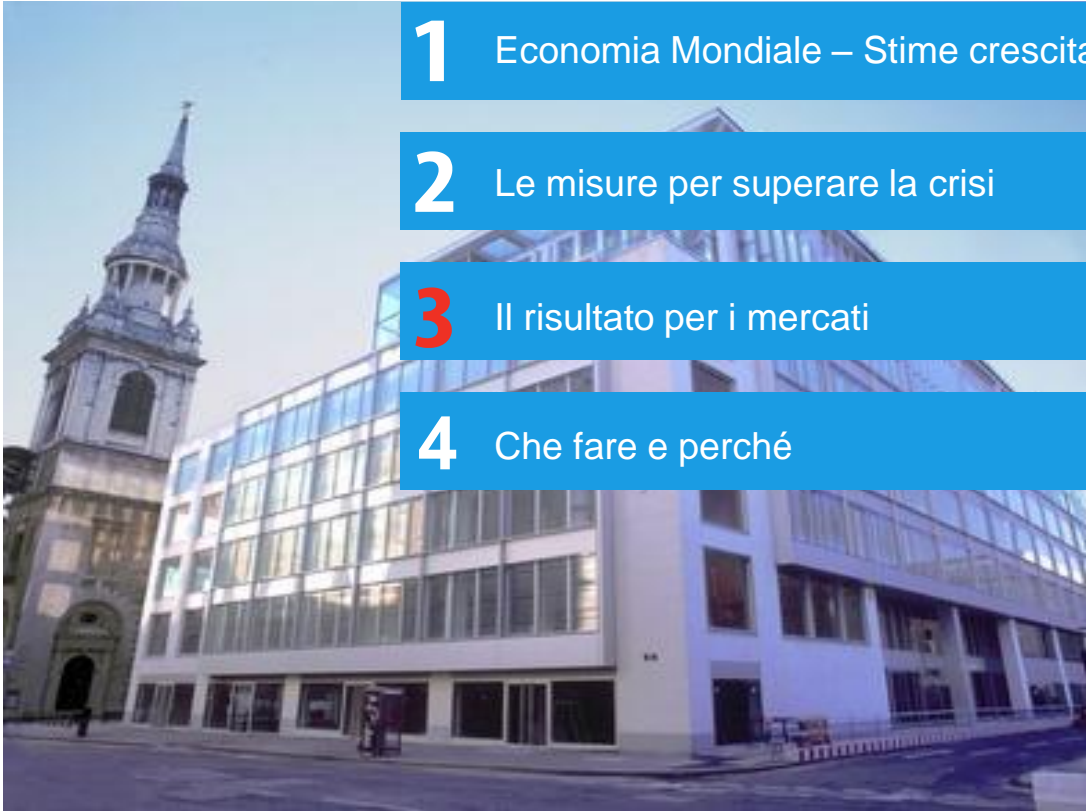 1 Economia Mondiale – Stime crescita
2 Le misure per superare la crisi
3 Il risultato per i mercati
4 Che fare e perché